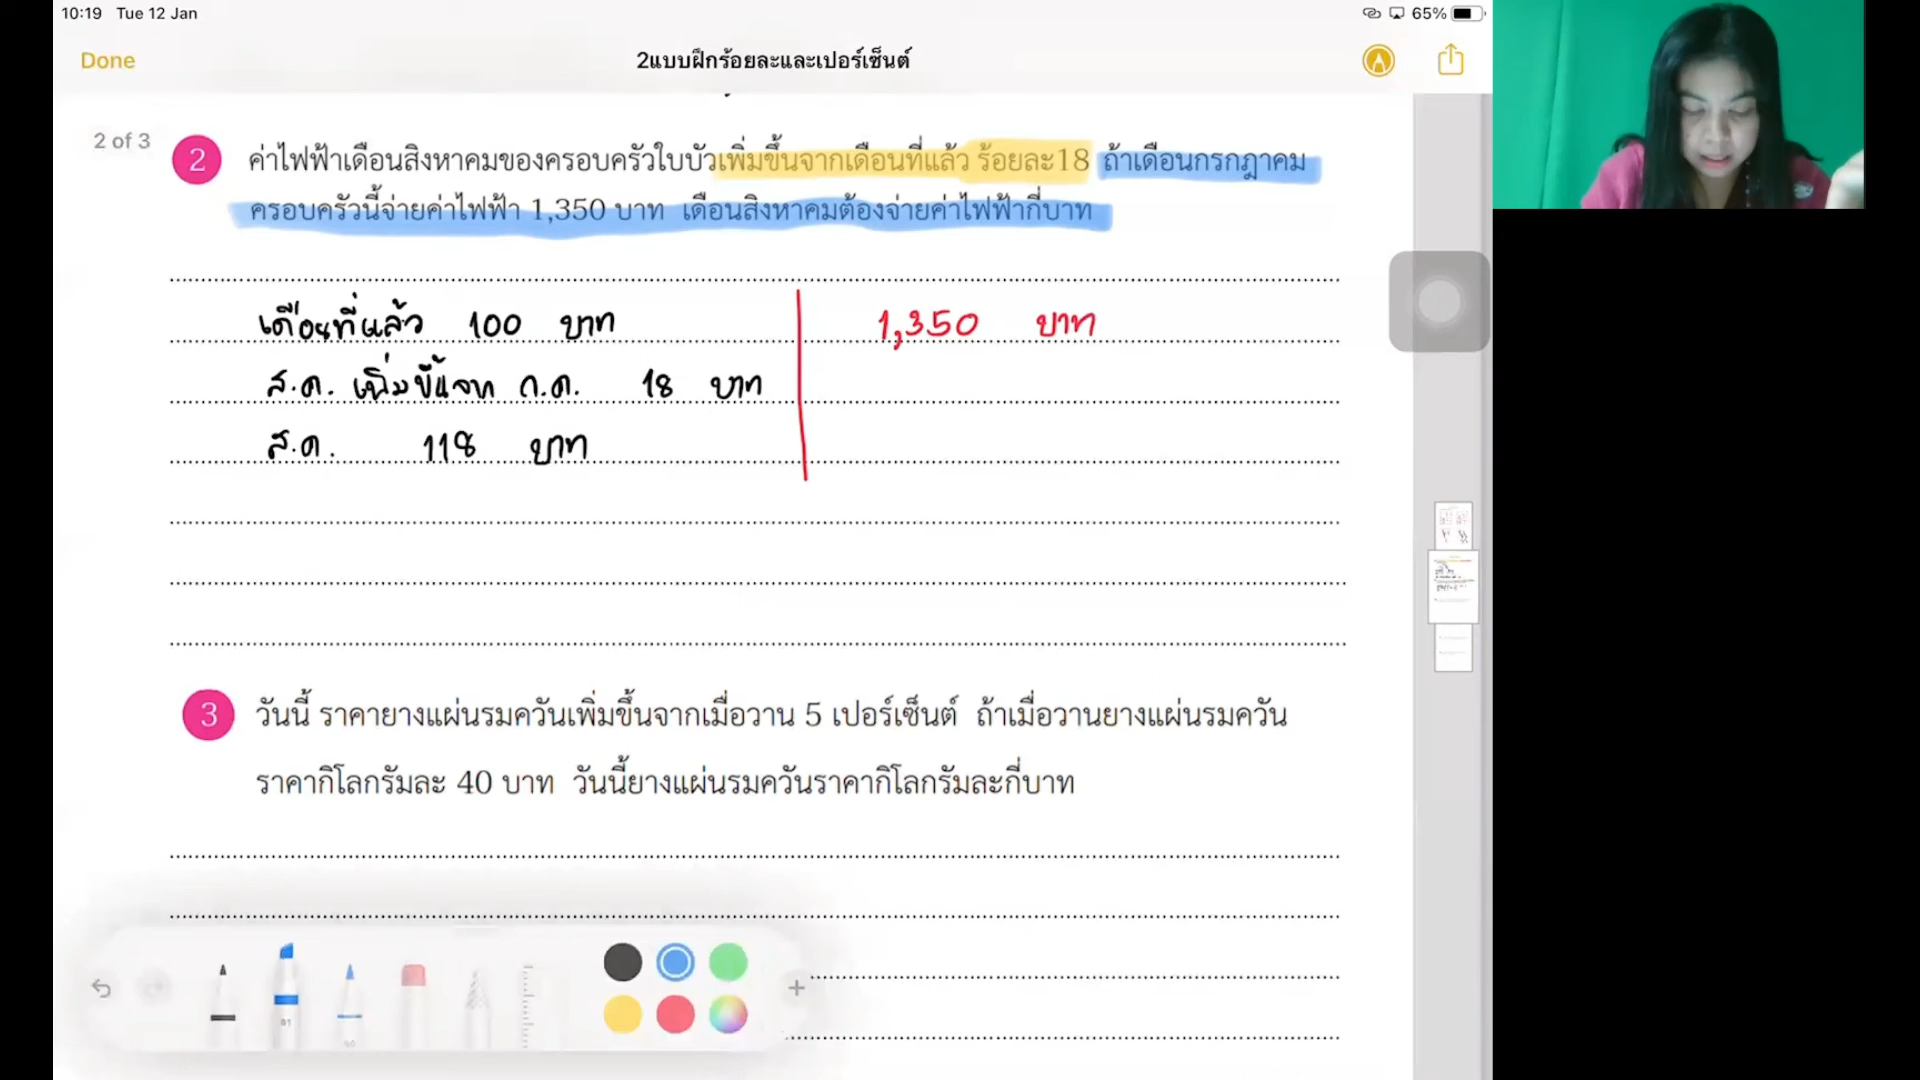 10:19 Tue 12 Jan
65%
Done
2แบบฝึกร้อยละและเปอร์เซ็นต์
2 of 3
2 ค่าไฟฟ้าเดือนสิงหาคมของครอบครัวใบบัวเพิ่มขึ้นจากเดือนที่แล้ว ร้อยละ18 ถ้าเดือนกรกฎาคม
ครอบครัวนี้จ่ายค่าไฟฟ้า 1,350 บาท เดือนสิงหาคมต้องจ่ายค่าไฟฟ้ากี่บาท
เดือนที่แล้ว 100 บาท 1,350 บาท
ส.ค. เพิ่มขึ้นจาก ก.ค. 18 บาท
ส.ค. 118 บาท
3 วันนี้ ราคายางแผ่นรมควันเพิ่มขึ้นจากเมื่อวาน 5 เปอร์เซ็นต์ ถ้าเมื่อวานยางแผ่นรมควัน
ราคากิโลกรัมละ 40 บาท วันนี้ยางแผ่นรมควันราคากิโลกรัมละกี่บาท